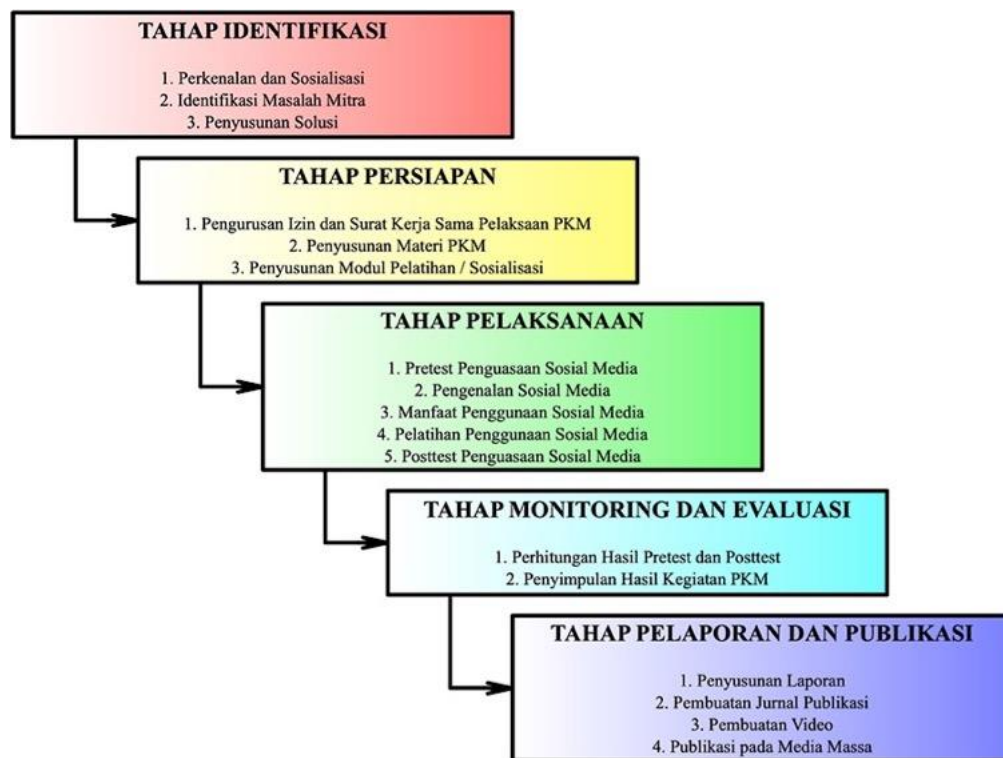 TAHAP IDENTIFIKASI
1. Perkenalan dan Sosialisasi
2. Identifikasi Masalah Mitra
3. Penyusunan Solusi
TAHAP PERSIAPAN
1. Pengurusan Izin dan Surat Kerja Sama Pelaksaan PKM
2. Penyusunan Materi PKM
3. Penyusunan Modul Pelatihan / Sosialisasi
TAHAP PELAKSANAAN
1. Pretest Penguasaan Sosial Media
2. Pengenalan Sosial Media
3. Manfaat Penggunaan Sosial Media
4. Pelatihan Penggunaan Sosial Media
5. Posttest Penguasaan Sosial Media
TAHAP MONITORING DAN EVALUASI
1. Perhitungan Hasil Pretest dan Posttest
2. Penyimpulan Hasil Kegiatan PKM
TAHAP PELAPORAN DAN PUBLIKASI
1. Penyusunan Laporan
2. Pembuatan Jurnal Publikasi
3. Pembuatan Video
4. Publikasi pada Media Massa